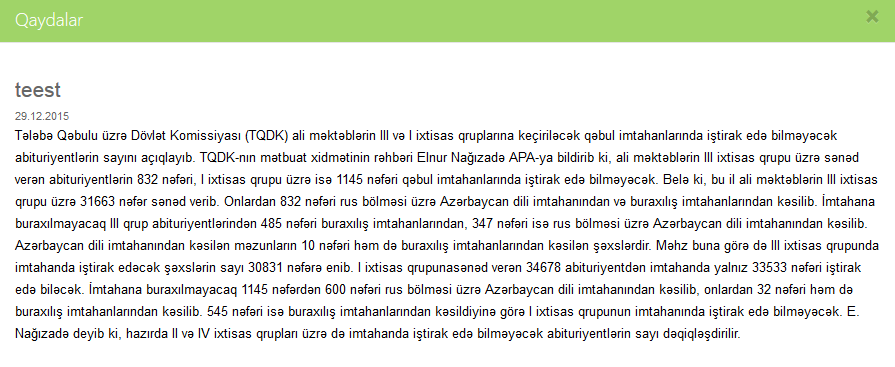 Qaydalar
teest
29.12.2015
Tələbə Qəbulu üzrə Dövlət Komissiyası (TQDK) ali məktəblərin III və I ixtisas qruplarına keçiriləcək qəbul imtahanlarında iştirak edə bilməyəcək
abituriyentlərin sayını açıqlayıb. TQDK-nın mətbuat xidmətinin rəhbəri Elnur Nağızadə APA-ya bildirib ki, ali məktəblərin III ixtisas qrupu üzrə sənəd
verən abituriyentlərin 832 nəfəri, I ixtisas qrupu üzrə isə 1145 nəfəri qəbul imtahanlarında iştirak edə bilməyəcək. Belə ki, bu il ali məktəblərin III ixtisas
qrupu üzrə 31663 nəfər sənəd verib. Onlardan 832 nəfəri rus bölməsi üzrə Azərbaycan dili imtahanından və buraxılış imtahanlarından kəsilib. İmtahana
buraxılmayacaq III qrup abituriyentlərindən 485 nəfəri buraxılış imtahanlarından, 347 nəfəri isə rus bölməsi üzrə Azərbaycan dili imtahanından kəsilib.
Azərbaycan dili imtahanından kəsilən məzunların 10 nəfəri həm də buraxılış imtahanlarından kəsilən şəxslərdir. Məhz buna görə də III ixtisas qrupunda
imtahanda iştirak edəcək şəxslərin sayı 30831 nəfərə enib. I ixtisas qrupunasənəd verən 34678 abituriyentdən imtahanda yalnız 33533 nəfəri iştirak
edə biləcək. İmtahana buraxılmayacaq 1145 nəfərdən 600 nəfəri rus bölməsi üzrə Azərbaycan dili imtahanından kəsilib, onlardan 32 nəfəri həm də
buraxılış imtahanlarından kəsilib. 545 nəfəri isə buraxılış imtahanlarından kəsildiyinə görə I ixtisas qrupunun imtahanında iştirak edə bilməyəcək. E.
Nağızadə deyib ki, hazırda II və IV ixtisas qrupları üzrə də imtahanda iştirak edə bilməyəcək abituriyentlərin sayı dəqiqləşdirilir.